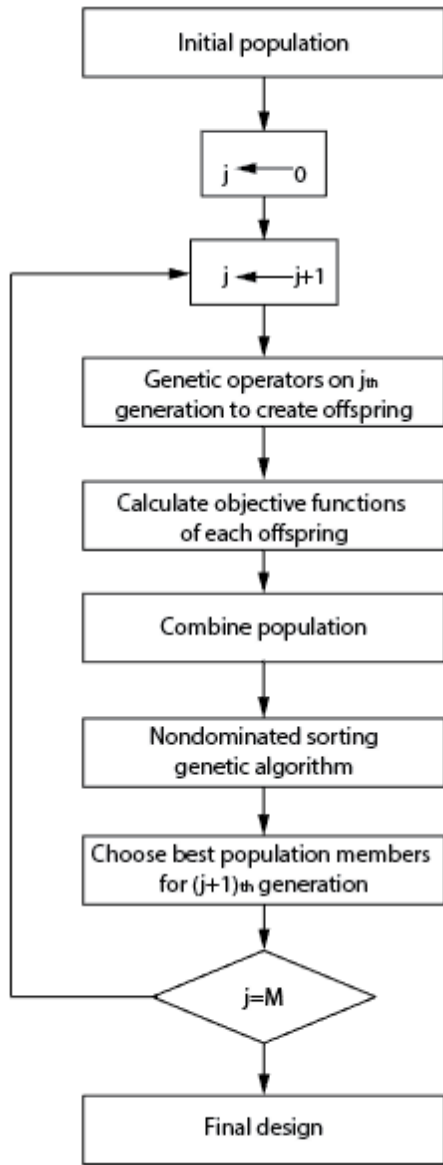 Initial population
j ← 0
j ← j+1
Genetic operators on jth
generation to create offspring
Calculate objective functions
of each offspring
Combine population
Nondominated sorting
genetic algorithm
Choose best population members
for (j+1)th generation
j=M
Final design